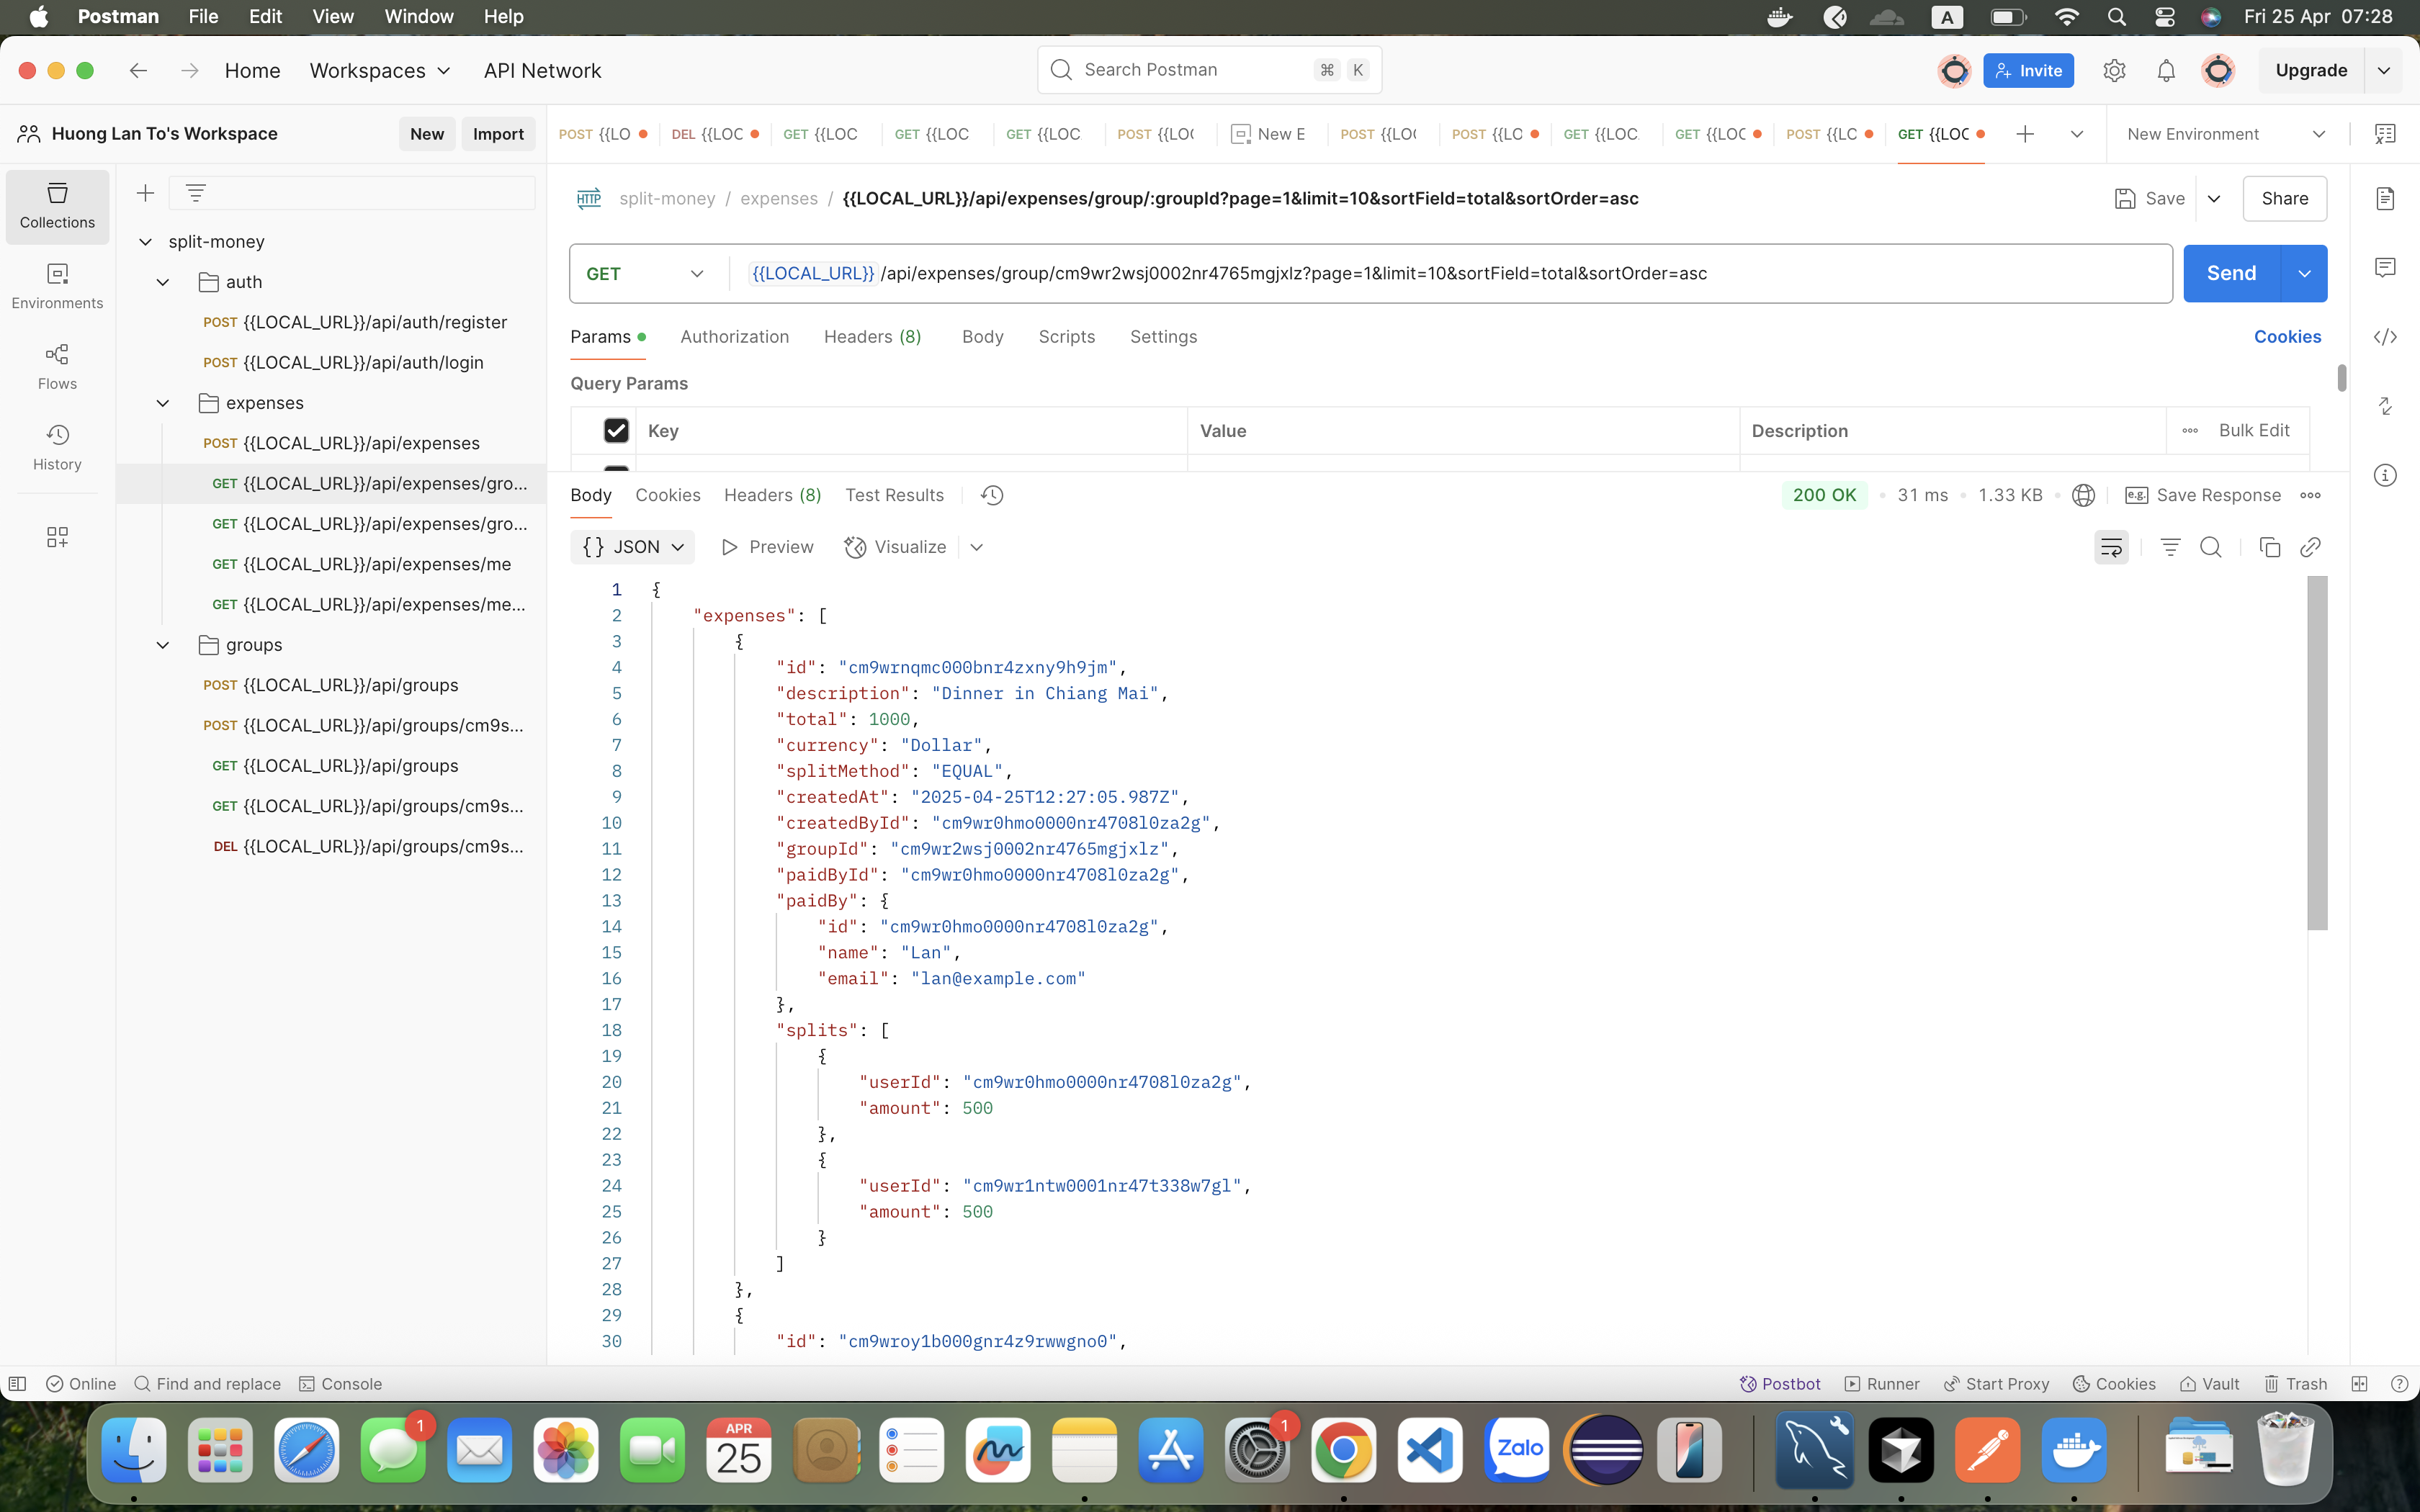 Postman File Edit View Window Help
A
Fri 25 Apr 07:28
Home Workspaces API Network
Search Postman ⌘ K
Invite
Upgrade
Huong Lan To's Workspace
New Import
POST {{LO DEL {{LOC GET {{LOC GET {{LOC GET {{LOC POST {{LO( New E POST {{LO( POST {{LC GET {{LOC GET {{LOC POST {{LC GET {{LOC
New Environment
Collections
Environments
Flows
History
split-money
auth
POST {{LOCAL_URL}}/api/auth/register
POST {{LOCAL_URL}}/api/auth/login
expenses
POST {{LOCAL_URL}}/api/expenses
GET {{LOCAL_URL}}/api/expenses/gro...
GET {{LOCAL_URL}}/api/expenses/gro...
GET {{LOCAL_URL}}/api/expenses/me
GET {{LOCAL_URL}}/api/expenses/me...
groups
POST {{LOCAL_URL}}/api/groups
POST {{LOCAL_URL}}/api/groups/cm9s...
GET {{LOCAL_URL}}/api/groups
GET {{LOCAL_URL}}/api/groups/cm9s...
DEL {{LOCAL_URL}}/api/groups/cm9s...
HTTP split-money / expenses / {{LOCAL_URL}}/api/expenses/group/:groupId?page=1&limit=10&sortField=total&sortOrder=asc
Save
Share
GET {{LOCAL_URL}}/api/expenses/group/cm9wr2wsj0002nr4765mgjxlz?page=1&limit=10&sortField=total&sortOrder=asc
Send
Params Authorization Headers (8) Body Scripts Settings
Cookies
Query Params
Key Value Description Bulk Edit
Body Cookies Headers (8) Test Results
200 OK 31 ms 1.33 KB e.g. Save Response
{} JSON Preview Visualize
1 {
2 "expenses": [
3 {
4 "id": "cm9wrnqmc000bnr4zxny9h9jm",
5 "description": "Dinner in Chiang Mai",
6 "total": 1000,
7 "currency": "Dollar",
8 "splitMethod": "EQUAL",
9 "createdAt": "2025-04-25T12:27:05.987Z",
10 "createdById": "cm9wr0hmo0000nr4708l0za2g",
11 "groupId": "cm9wr2wsj0002nr4765mgjxlz",
12 "paidById": "cm9wr0hmo0000nr4708l0za2g",
13 "paidBy": {
14 "id": "cm9wr0hmo0000nr4708l0za2g",
15 "name": "Lan",
16 "email": "lan@example.com"
17 },
18 "splits": [
19 {
20 "userId": "cm9wr0hmo0000nr4708l0za2g",
21 "amount": 500
22 },
23 {
24 "userId": "cm9wr1ntw0001nr47t338w7gl",
25 "amount": 500
26 }
27 ]
28 },
29 {
30 "id": "cm9wroy1b000gnr4z9rwwgno0",
Online Find and replace Console
Postbot Runner Start Proxy Cookies Vault Trash
1
APR
25
1
Zalo